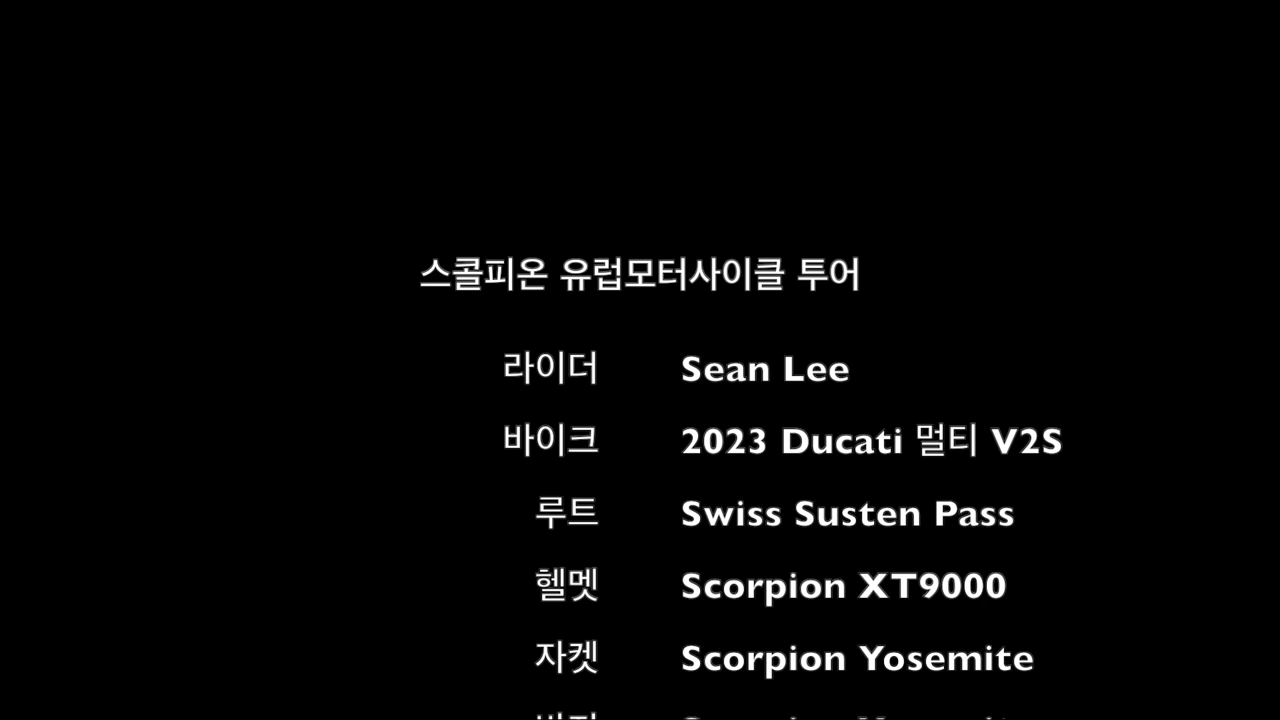 스콜피온 유럽모터사이클 투어
라이더 Sean Lee
바이크 2023 Ducati 멀티 V2S
루트 Swiss Susten Pass
헬멧 Scorpion XT9000
자켓 Scorpion Yosemite